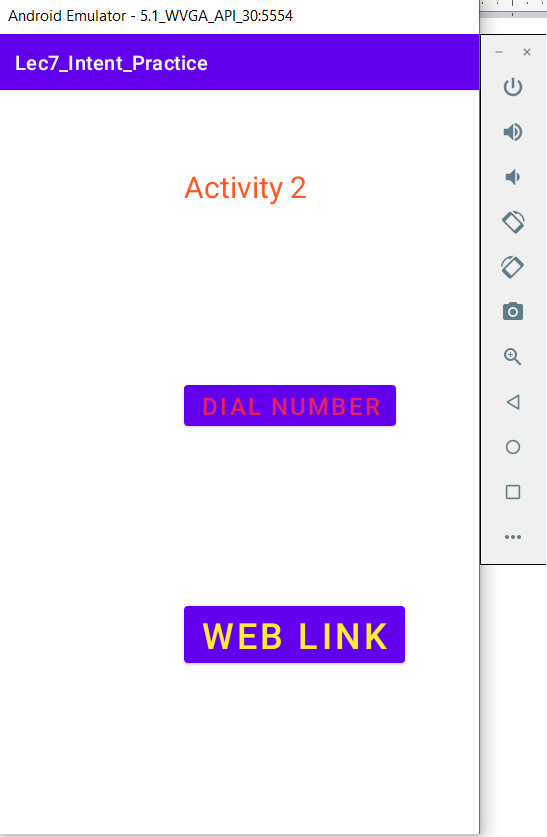 Android Emulator - 5.1_WVGA_API_30:5554
Lec7_Intent_Practice
Activity 2
DIAL NUMBER
WEB LINK